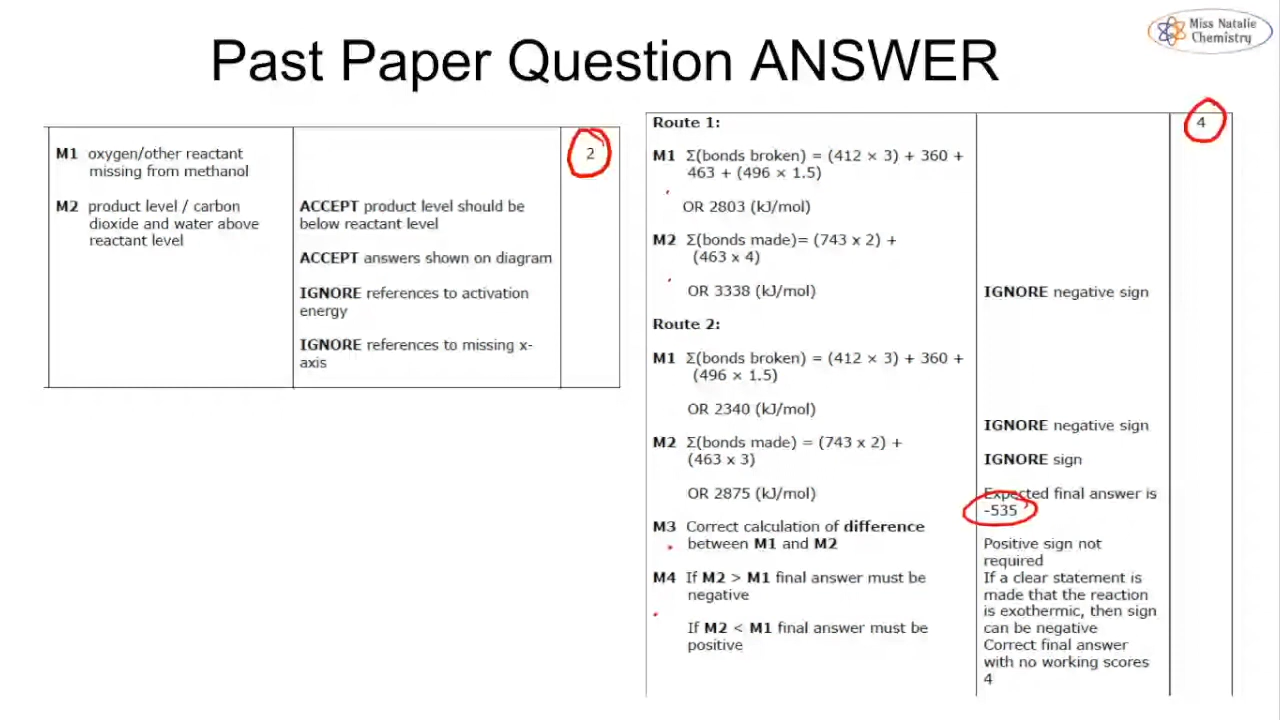 Miss Natalie
Chemistry
Past Paper Question ANSWER
M1 oxygen/other reactant
missing from methanol
2
M2 product level / carbon
dioxide and water above
reactant level
ACCEPT product level should be
below reactant level
ACCEPT answers shown on diagram
IGNORE references to activation
energy
IGNORE references to missing x-
axis
Route 1:
4
M1 Σ(bonds broken) = (412 × 3) + 360 +
463 + (496 × 1.5)
OR 2803 (kJ/mol)
M2 Σ(bonds made)= (743 x 2) +
(463 x 4)
OR 3338 (kJ/mol)
IGNORE negative sign
Route 2:
M1 Σ(bonds broken) = (412 × 3) + 360 +
(496 × 1.5)
OR 2340 (kJ/mol)
IGNORE negative sign
M2 Σ(bonds made) = (743 x 2) +
(463 x 3)
IGNORE sign
OR 2875 (kJ/mol)
Expected final answer is
-535
M3 Correct calculation of difference
between M1 and M2
Positive sign not
required
M4 If M2 > M1 final answer must be
negative
If M2 < M1 final answer must be
positive
If a clear statement is
made that the reaction
is exothermic, then sign
can be negative
Correct final answer
with no working scores
4